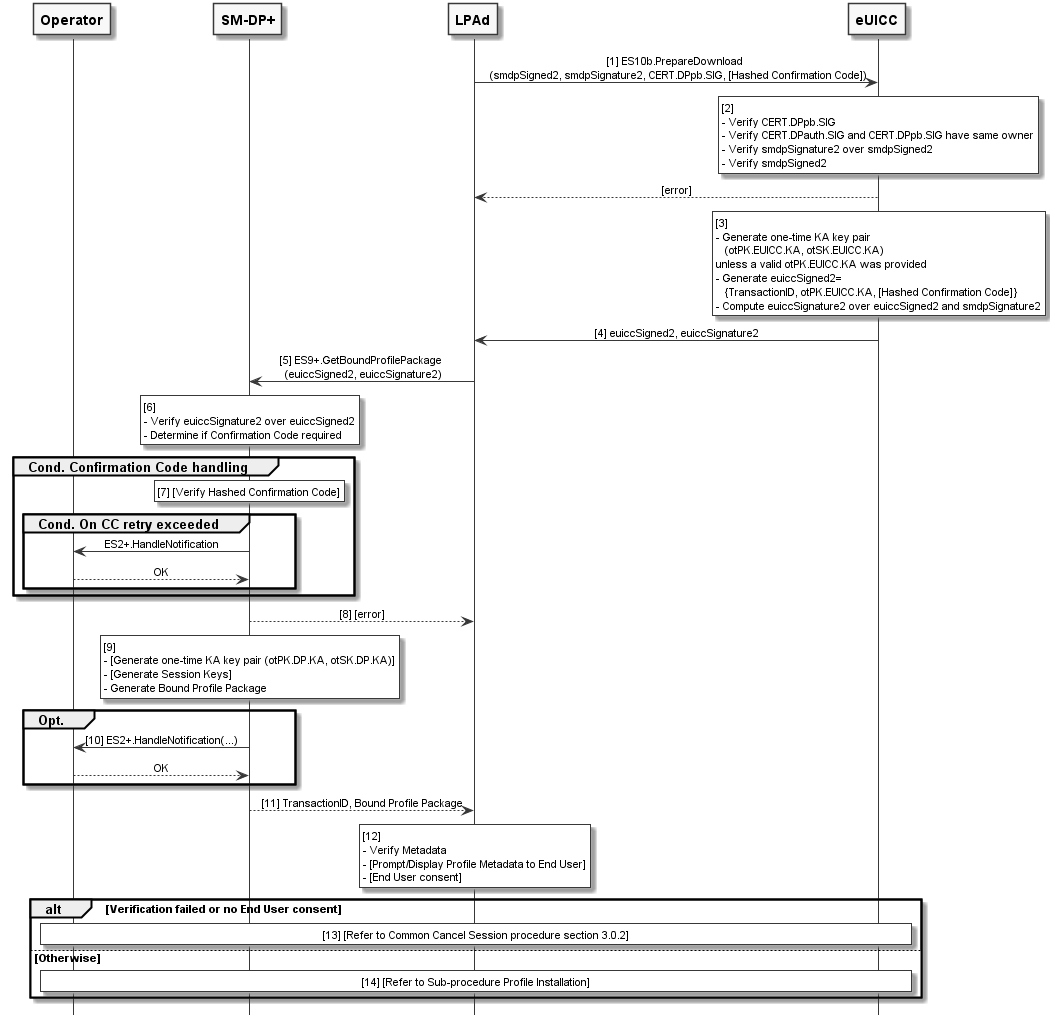 Operator
SM-DP+
LPAd
eUICC
[1] ES10b.PrepareDownload
(smdpSigned2, smdpSignature2, CERT.DPpb.SIG, [Hashed Confirmation Code])
[2]
- Verify CERT.DPpb.SIG
- Verify CERT.DPauth.SIG and CERT.DPpb.SIG have same owner
- Verify smdpSignature2 over smdpSigned2
- Verify smdpSigned2
[error]
[3]
- Generate one-time KA key pair
(otPK.EUICC.KA, otSK.EUICC.KA)
unless a valid otPK.EUICC.KA was provided
- Generate euiccSigned2=
{TransactionID, otPK.EUICC.KA, [Hashed Confirmation Code]}
- Compute euiccSignature2 over euiccSigned2 and smdpSignature2
[4] euiccSigned2, euiccSignature2
[5] ES9+.GetBoundProfilePackage
(euiccSigned2, euiccSignature2)
[6]
- Verify euiccSignature2 over euiccSigned2
- Determine if Confirmation Code required
Cond. Confirmation Code handling
[7] [Verify Hashed Confirmation Code]
Cond. On CC retry exceeded
ES2+.HandleNotification
OK
[8] [error]
[9]
- [Generate one-time KA key pair (otPK.DP.KA, otSK.DP.KA)]
- [Generate Session Keys]
- Generate Bound Profile Package
Opt.
[10] ES2+.HandleNotification(...)
OK
[11] TransactionID, Bound Profile Package
[12]
- Verify Metadata
- [Prompt/Display Profile Metadata to End User]
- [End User consent]
alt [Verification failed or no End User consent]
[13] [Refer to Common Cancel Session procedure section 3.0.2]
[Otherwise]
[14] [Refer to Sub-procedure Profile Installation]